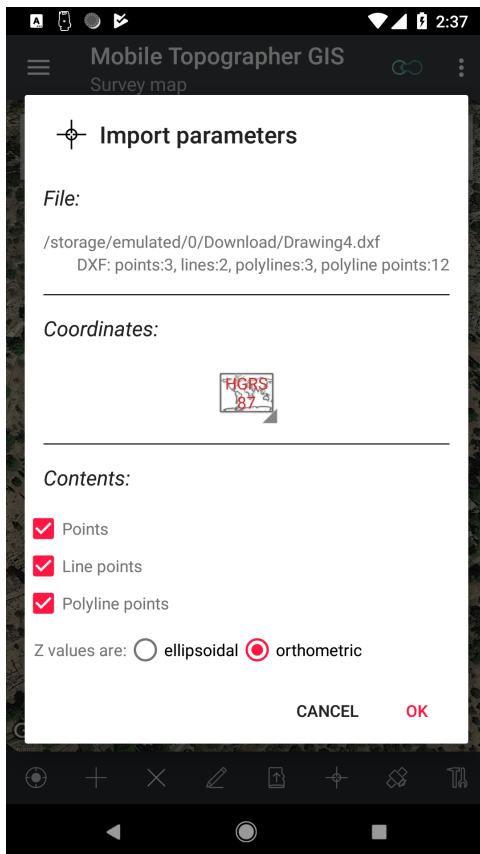 2:37
Mobile Topographer GIS
Survey map
Import parameters
File:
/storage/emulated/0/Download/Drawing4.dxf
DXF: points:3, lines:2, polylines:3, polyline points:12
Coordinates:
HGRS
87
Contents:
Points
Line points
Polyline points
Z values are: ellipsoidal orthometric
CANCEL OK